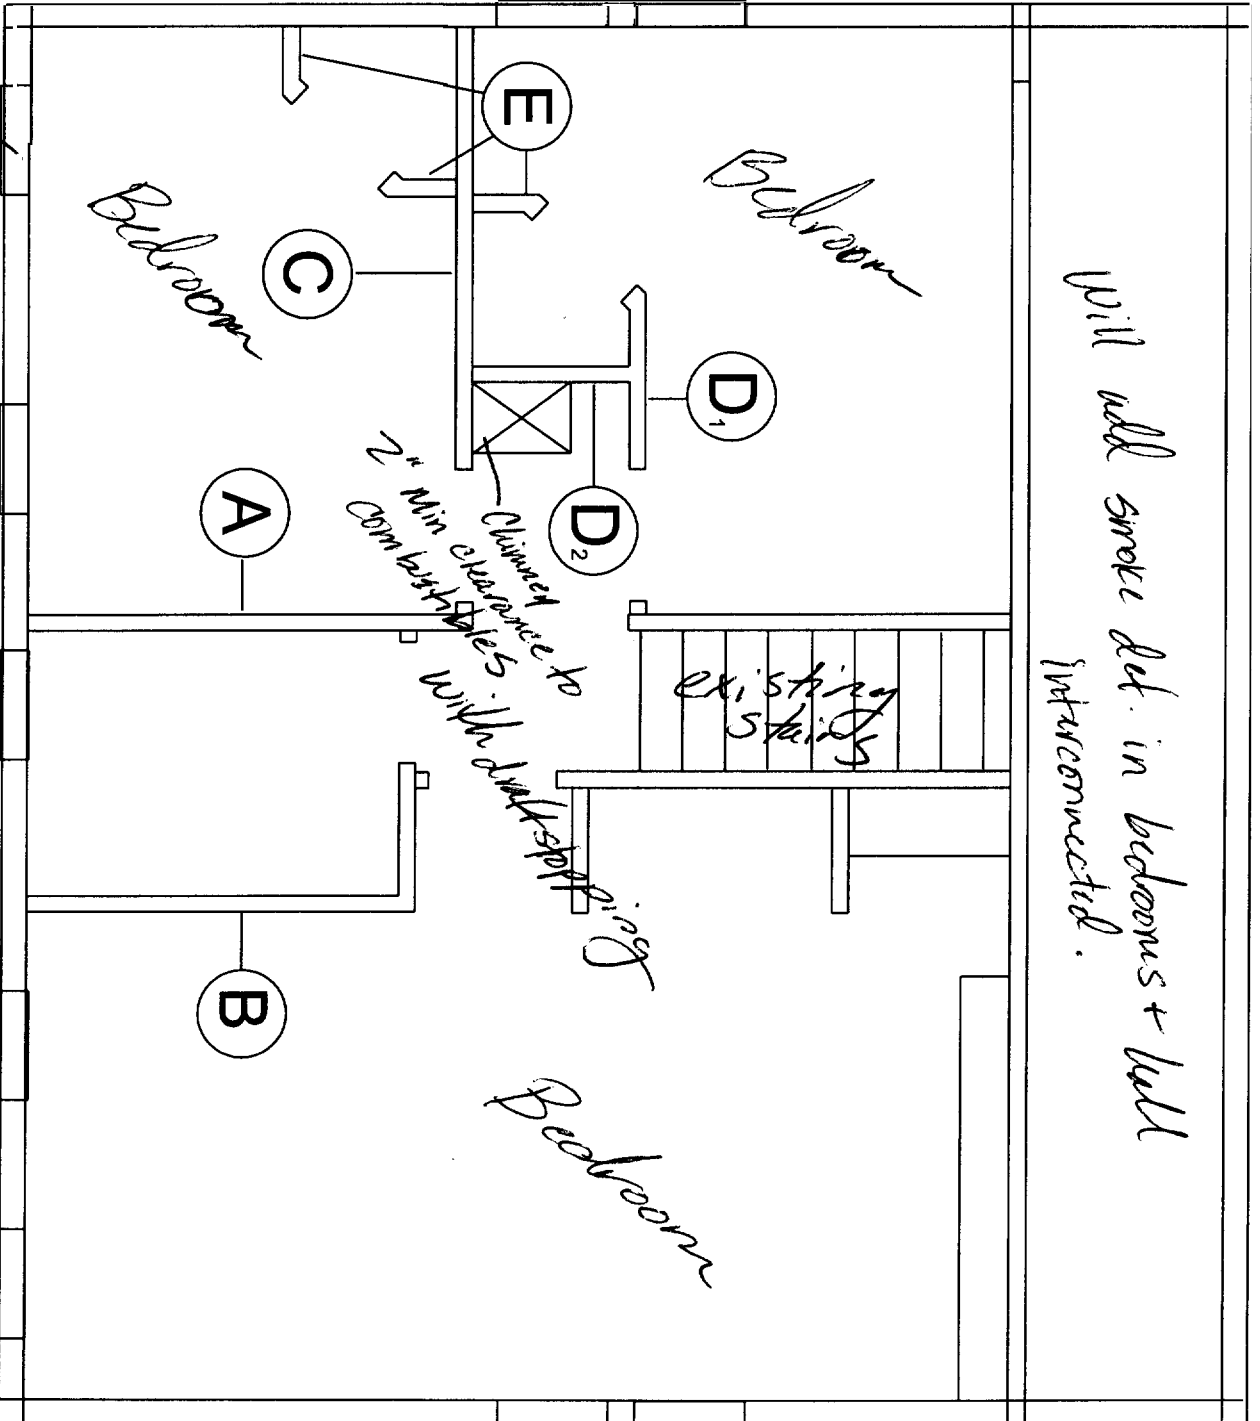 Will add smoke det. in bedrooms + hall
interconnected.
Bedroom
E
D1
existing
stairs
D2
Chimney
2" Min clearance to
combustibles
with draftstopping
C
Bedroom
A
B
Bedroom